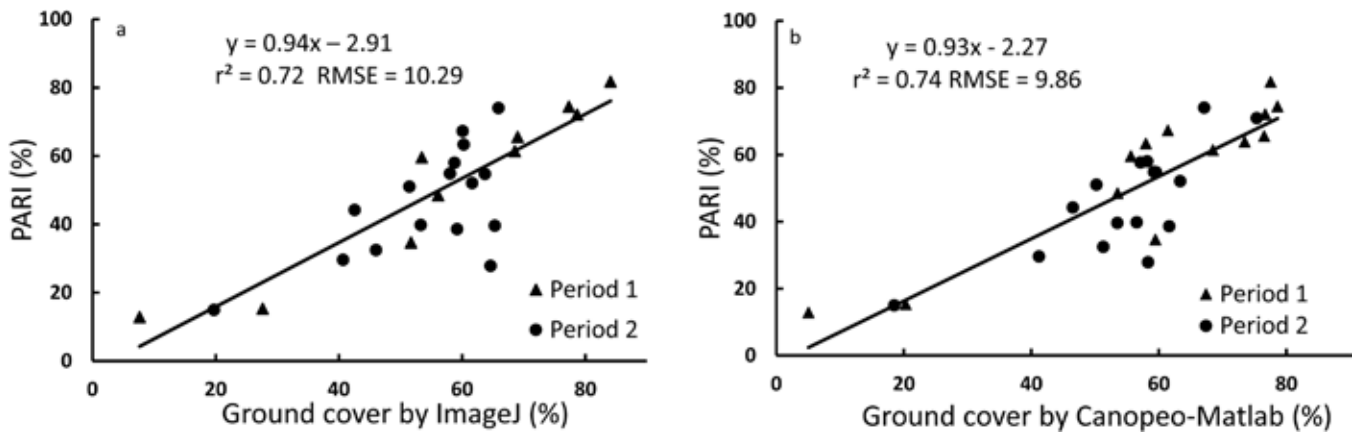 a
y = 0.94x – 2.91
r² = 0.72 RMSE = 10.29
PARI (%)
100
80
60
40
20
0
0 20 40 60 80
Ground cover by ImageJ (%)
▲ Period 1
● Period 2
b
y = 0.93x - 2.27
r² = 0.74 RMSE = 9.86
PARI (%)
100
80
60
40
20
0
0 20 40 60 80
Ground cover by Canopeo-Matlab (%)
▲ Period 1
● Period 2